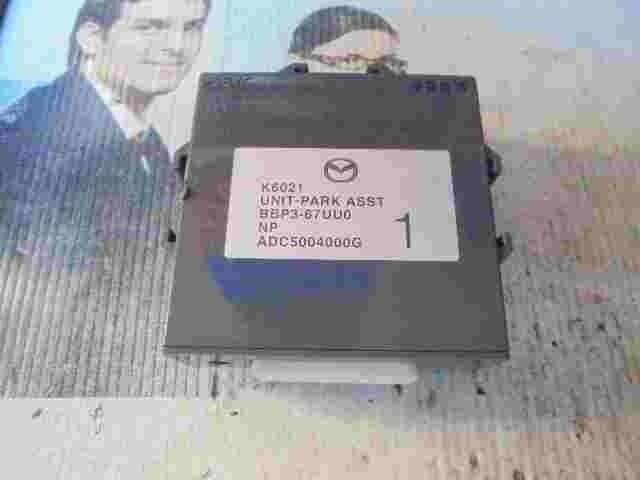 K6021
UNIT-PARK ASST
BBP3-67UU0
NP
ADC5004000G
1